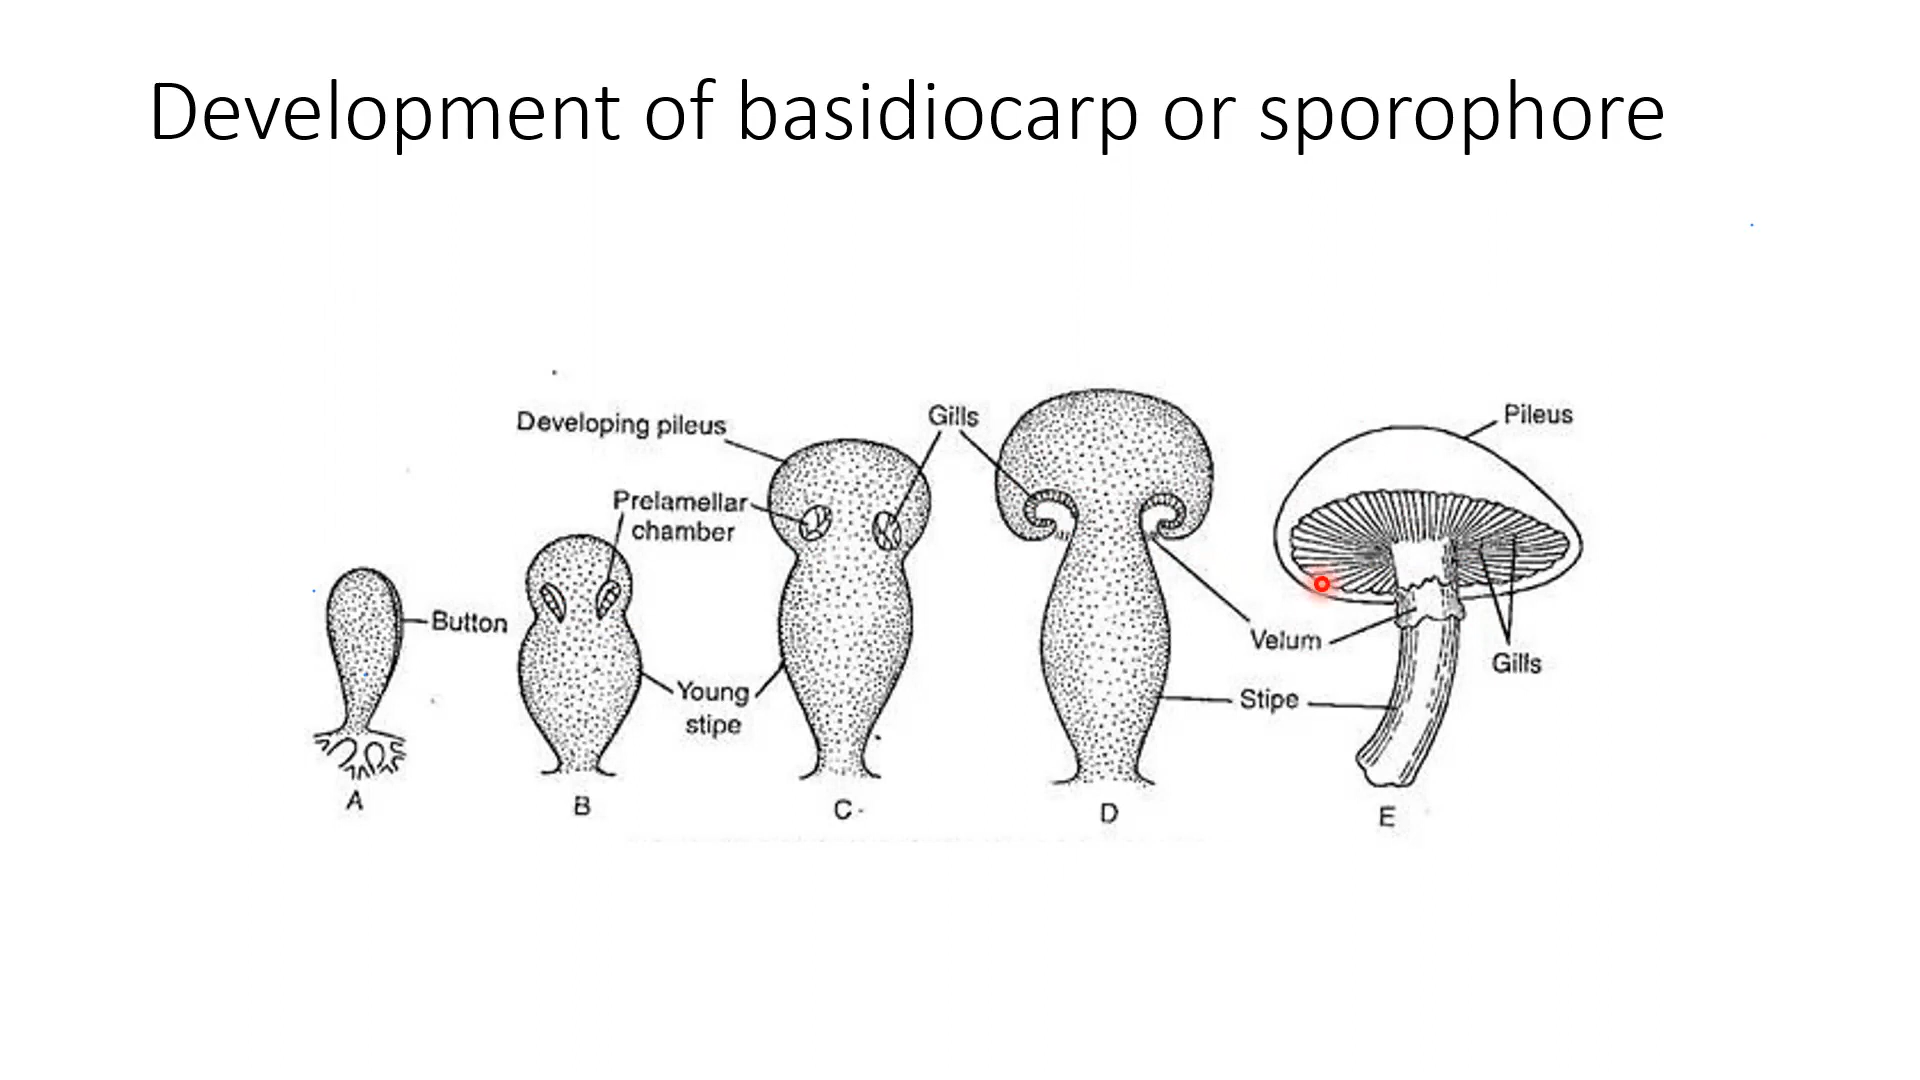 Development of basidiocarp or sporophore
Developing pileus
Gills
Pileus
Prelamellar
chamber
Button
Velum
Gills
Young
stipe
Stipe
A
B
C
D
E